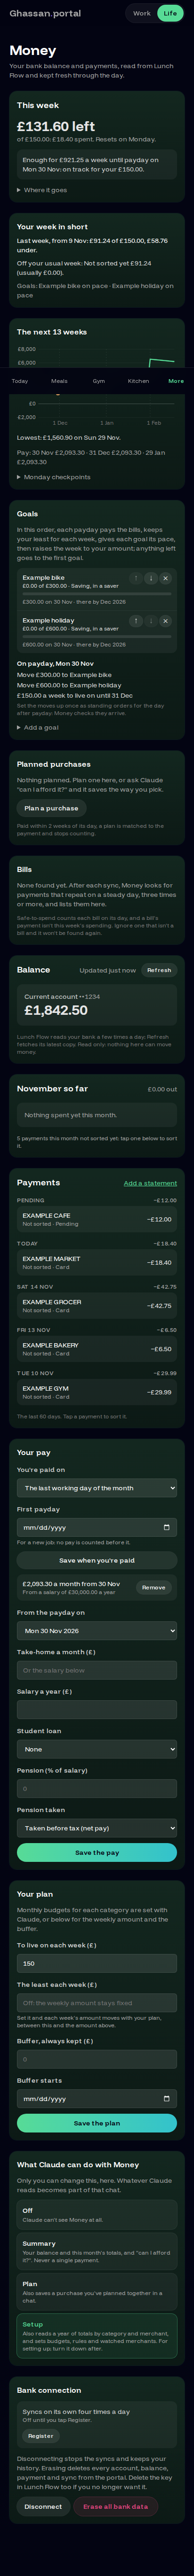 Ghassan.portal
Work
Life
Money
Your bank balance and payments, read from Lunch
Flow and kept fresh through the day.
This week
£131.60 left
of £150.00: £18.40 spent. Resets on Monday.
Enough for £921.25 a week until payday on
Mon 30 Nov: on track for your £150.00.
Where it goes
Your week in short
Last week, from 9 Nov: £91.24 of £150.00, £58.76
under.
Off your usual week: Not sorted yet £91.24
(usually £0.00).
Goals: Example bike on pace · Example holiday on
pace
The next 13 weeks
£8,000
£6,000
Today
Meals
Gym
Kitchen
More
£0
£2,000
1 Dec
1 Jan
1 Feb
Lowest: £1,560.90 on Sun 29 Nov.
Pay: 30 Nov £2,093.30 · 31 Dec £2,093.30 · 29 Jan
£2,093.30
Monday checkpoints
Goals
In this order, each payday pays the bills, keeps
your least for each week, gives each goal its pace,
then raises the week to your amount; anything left
goes to the first goal.
Example bike
£0.00 of £300.00 · Saving, in a saver
£300.00 on 30 Nov · there by Dec 2026
Example holiday
£0.00 of £600.00 · Saving, in a saver
£600.00 on 30 Nov · there by Dec 2026
On payday, Mon 30 Nov
Move £300.00 to Example bike
Move £600.00 to Example holiday
£150.00 a week to live on until 31 Dec
Set the moves up once as standing orders for the day
after payday. Money checks they arrive.
Add a goal
Planned purchases
Nothing planned. Plan one here, or ask Claude
"can I afford it?" and it saves the way you pick.
Plan a purchase
Paid within 2 weeks of its day, a plan is matched to the
payment and stops counting.
Bills
None found yet. After each sync, Money looks for
payments that repeat on a steady day, three times
or more, and lists them here.
Safe-to-spend counts each bill on its day, and a bill's
payment isn't this week's spending. Ignore one that isn't a
bill and it won't be found again.
Balance
Updated just now
Refresh
Current account ··1234
£1,842.50
Lunch Flow reads your bank a few times a day; Refresh
fetches its latest copy. Read only: nothing here can move
money.
November so far
£0.00 out
Nothing spent yet this month.
5 payments this month not sorted yet: tap one below to sort
it.
Payments
Add a statement
PENDING
−£12.00
EXAMPLE CAFE
Not sorted · Pending
−£12.00
TODAY
−£18.40
EXAMPLE MARKET
Not sorted · Card
−£18.40
SAT 14 NOV
−£42.75
EXAMPLE GROCER
Not sorted · Card
−£42.75
FRI 13 NOV
−£6.50
EXAMPLE BAKERY
Not sorted · Card
−£6.50
TUE 10 NOV
−£29.99
EXAMPLE GYM
Not sorted · Card
−£29.99
The last 60 days. Tap a payment to sort it.
Your pay
You're paid on
The last working day of the month
First payday
mm/dd/yyyy
For a new job: no pay is counted before it.
Save when you're paid
£2,093.30 a month from 30 Nov
From a salary of £30,000.00 a year
Remove
From the payday on
Mon 30 Nov 2026
Take-home a month (£)
Or the salary below
Salary a year (£)
Student loan
None
Pension (% of salary)
0
Pension taken
Taken before tax (net pay)
Save the pay
Your plan
Monthly budgets for each category are set with
Claude, or below for the weekly amount and the
buffer.
To live on each week (£)
150
The least each week (£)
Off: the weekly amount stays fixed
Set it and each week's amount moves with your plan,
between this and the amount above.
Buffer, always kept (£)
0
Buffer starts
mm/dd/yyyy
Save the plan
What Claude can do with Money
Only you can change this, here. Whatever Claude
reads becomes part of that chat.
Off
Claude can't see Money at all.
Summary
Your balance and this month's totals, and "can I afford
it?". Never a single payment.
Plan
Also saves a purchase you've planned together in a
chat.
Setup
Also reads a year of totals by category and merchant,
and sets budgets, rules and watched merchants. For
setting up; turn it down after.
Bank connection
Syncs on its own four times a day
Off until you tap Register.
Register
Disconnecting stops the syncs and keeps your
history. Erasing deletes every account, balance,
payment and sync from the portal. Delete the key
in Lunch Flow too if you no longer want it.
Disconnect
Erase all bank data